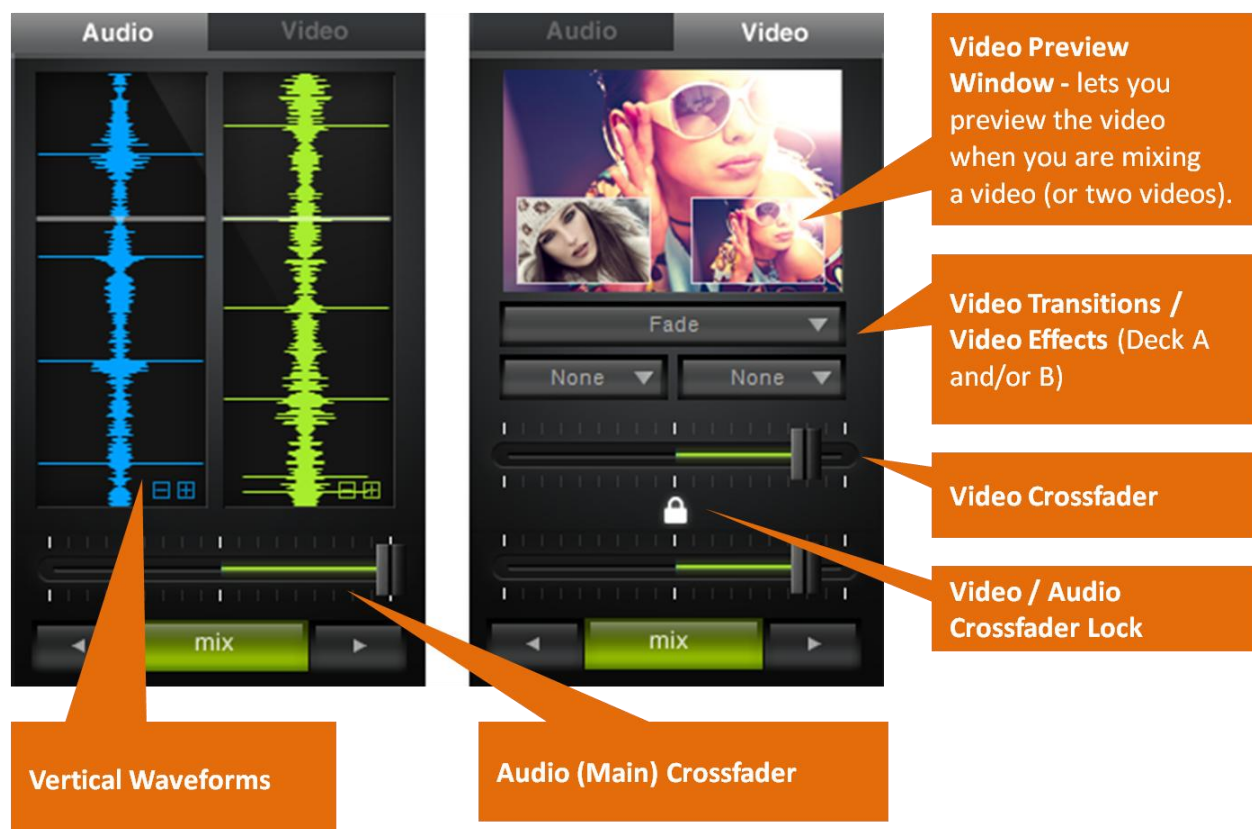 Audio
Video
Audio
Video
Video Preview
Window - lets you
preview the video
when you are mixing
a video (or two videos).
Fade
None
None
Video Transitions /
Video Effects (Deck A
and/or B)
Video Crossfader
Video / Audio
Crossfader Lock
mix
mix
Vertical Waveforms
Audio (Main) Crossfader